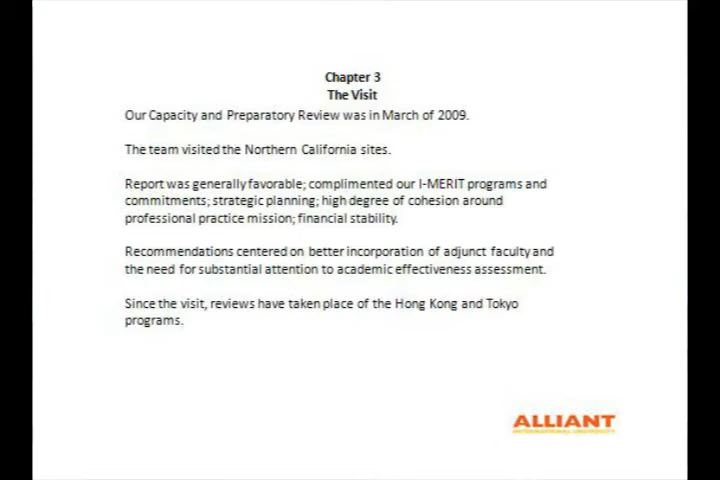 Chapter 3
The Visit
Our Capacity and Preparatory Review was in March of 2009.
The team visited the Northern California sites.
Report was generally favorable; complimented our I-MERIT programs and
commitments; strategic planning; high degree of cohesion around
professional practice mission; financial stability.
Recommendations centered on better incorporation of adjunct faculty and
the need for substantial attention to academic effectiveness assessment.
Since the visit, reviews have taken place of the Hong Kong and Tokyo
programs.
ALLIANT
INTERNATIONAL UNIVERSITY